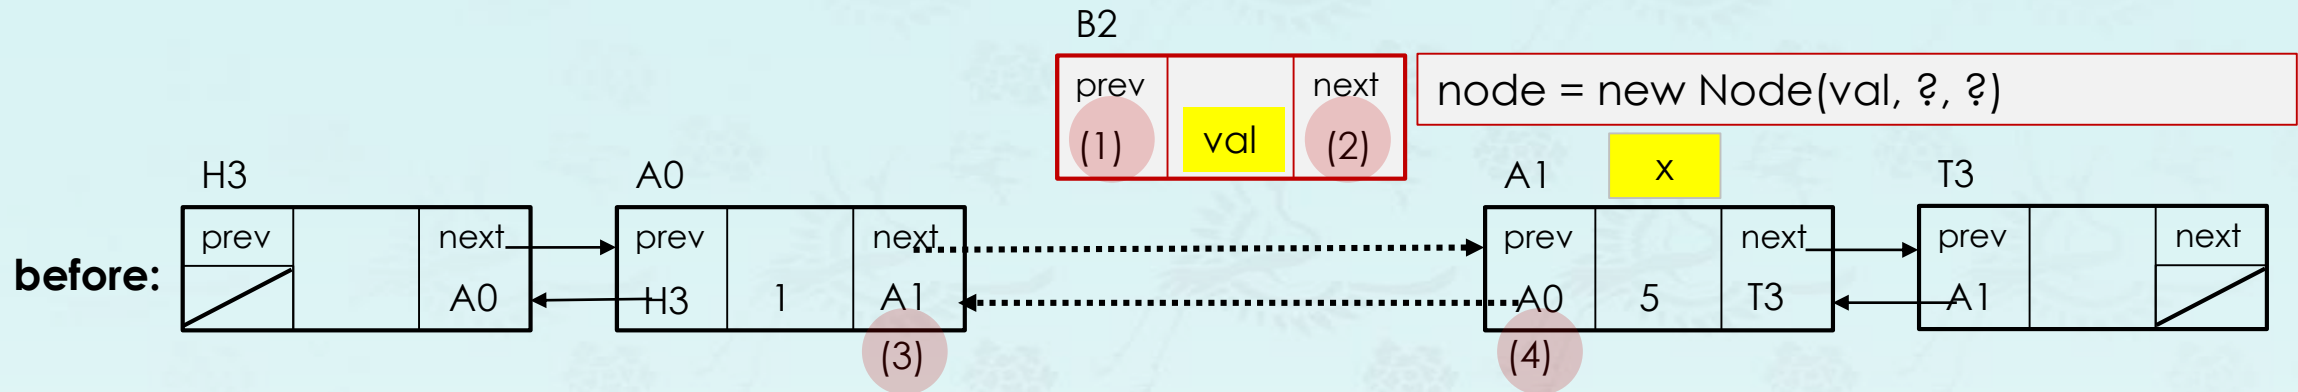 B2
prev next
(1) val (2)
node = new Node(val, ?, ?)
H3 A0 A1 x T3
before:
prev next prev next prev next prev next
A0 H3 1 A1 A0 5 T3 A1
(3) (4)